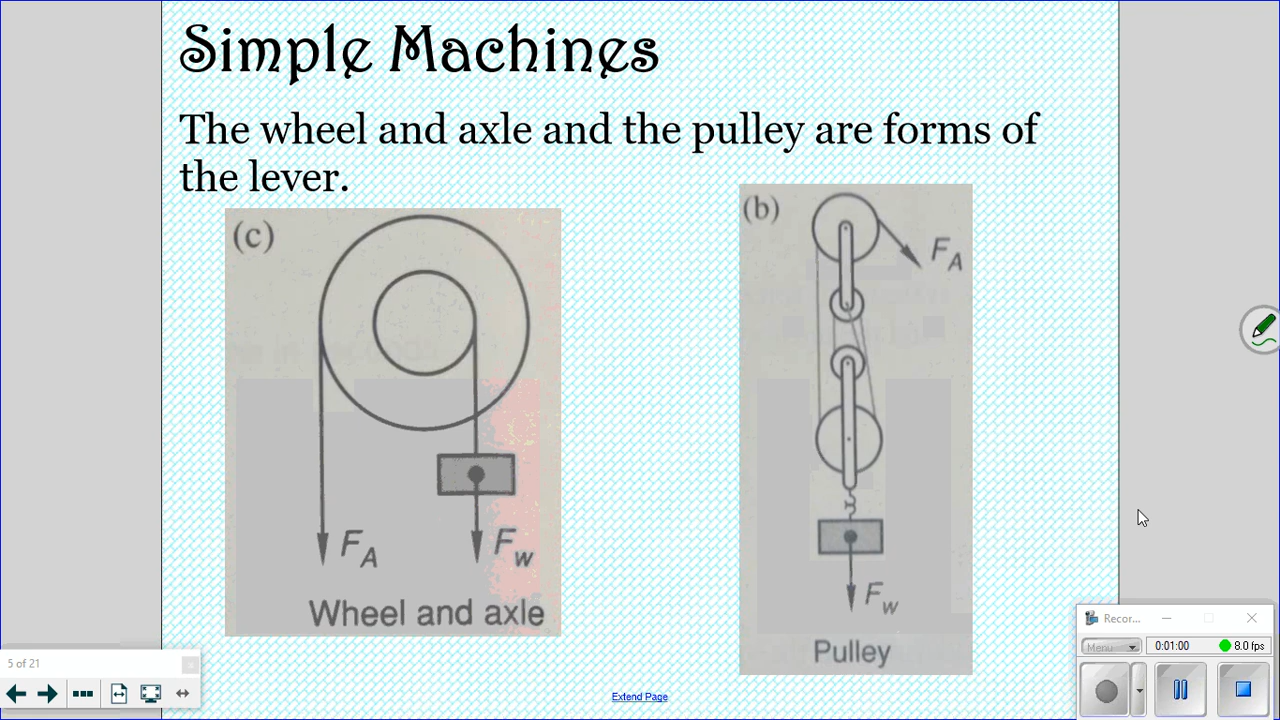 Simple Machines
The wheel and axle and the pulley are forms of
the lever.
(c)
F_A
F_w
Wheel and axle
(b)
F_A
F_w
Pulley
5 of 21
Extend Page
Recor...
Menu
0:01:00
8.0 fps